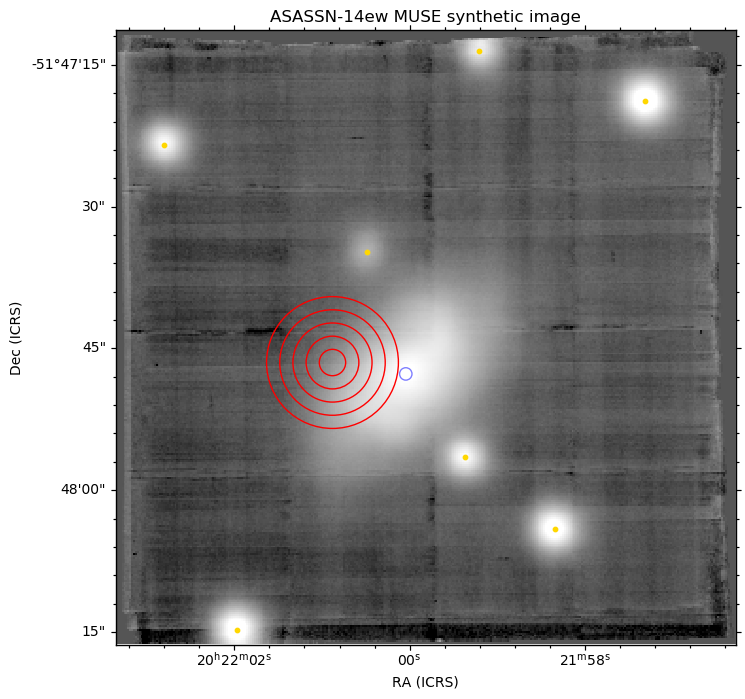 ASASSN-14ew MUSE synthetic image
-51°47'15"
30"
45"
48'00"
15"
Dec (ICRS)
20ʰ22ᵐ02ˢ
00ˢ
21ᵐ58ˢ
RA (ICRS)